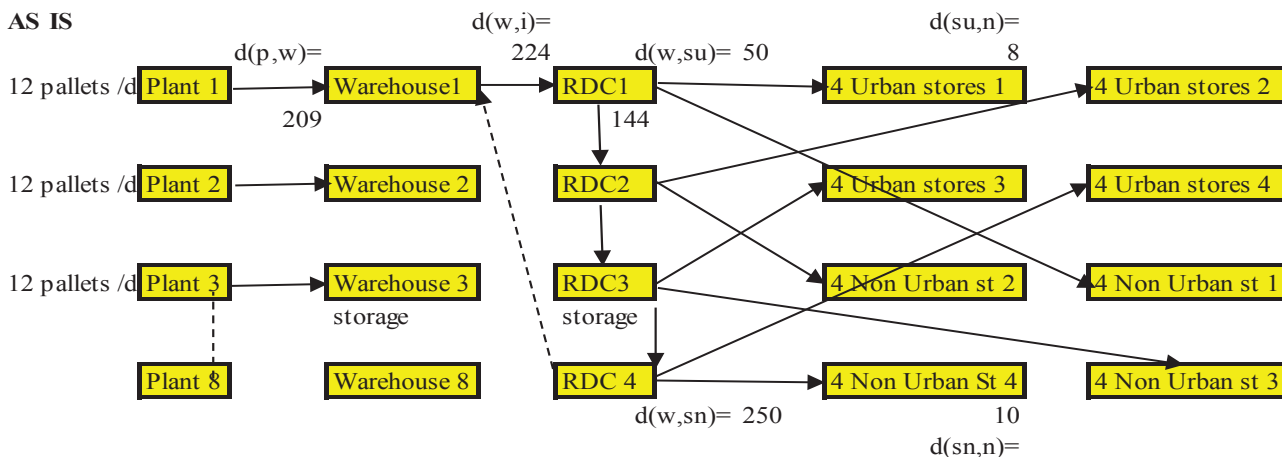 AS IS
d(p,w)=
d(w,i)=
224
d(w,su)= 50
d(su,n)=
8
12 pallets /d Plant 1
Warehouse1
RDC1
4 Urban stores 1
4 Urban stores 2
209
144
12 pallets /d Plant 2
Warehouse 2
RDC2
4 Urban stores 3
4 Urban stores 4
12 pallets /d Plant 3
Warehouse 3
RDC3
4 Non Urban st 2
4 Non Urban st 1
storage
storage
Plant 8
Warehouse 8
RDC 4
4 Non Urban St 4
4 Non Urban st 3
d(w,sn)= 250
10
d(sn,n)=